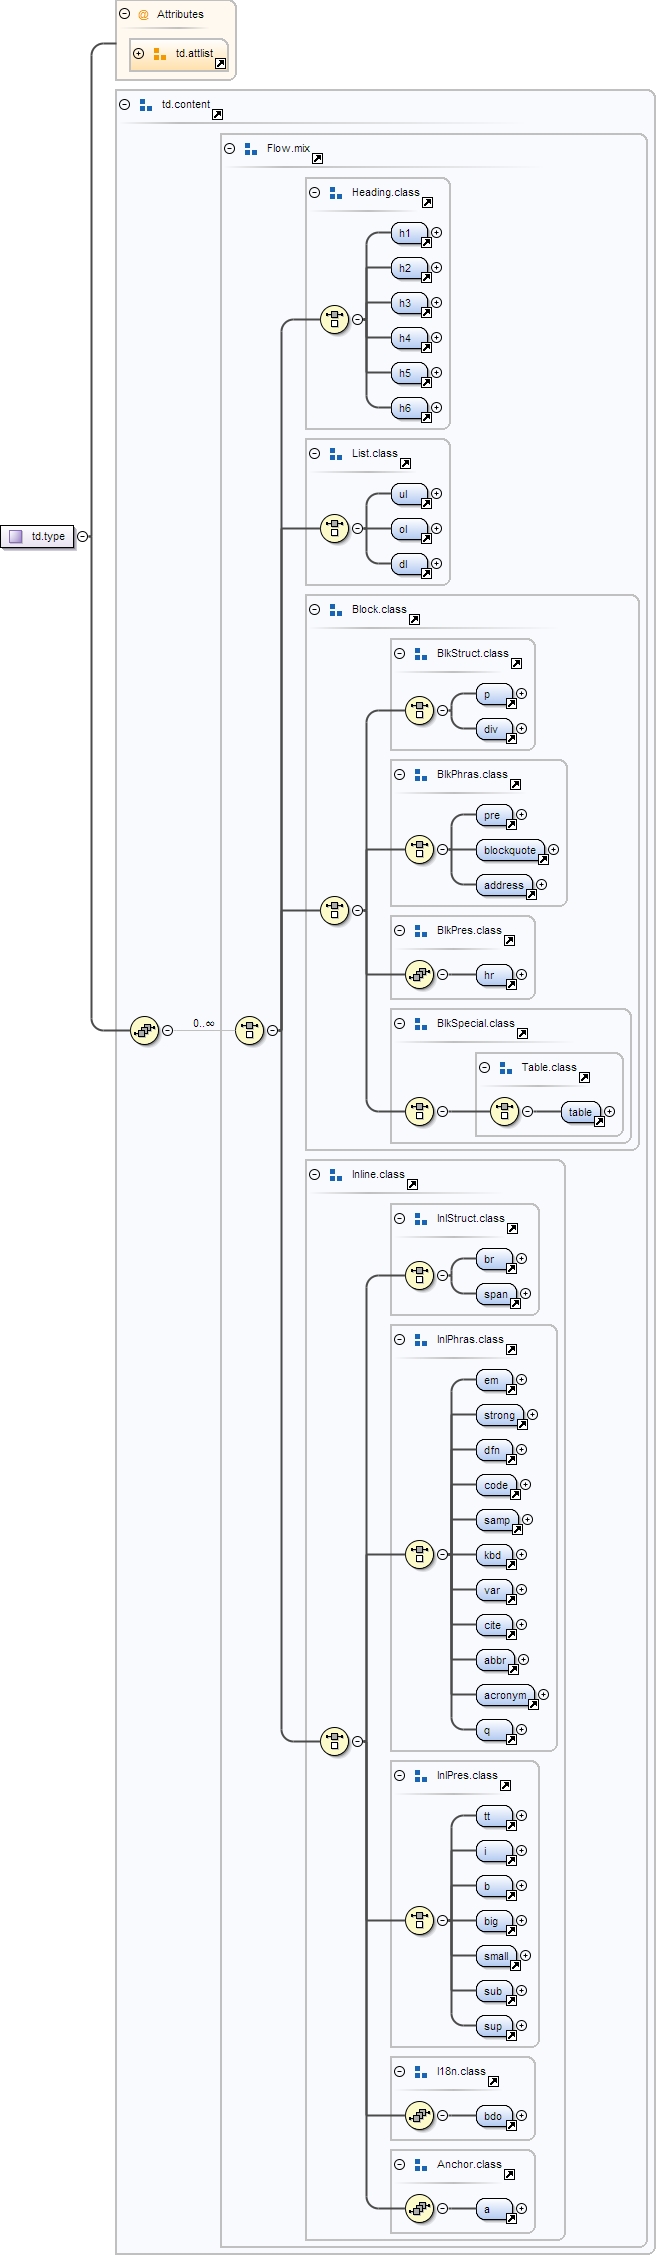 @ Attributes
td.attlist
td.content
Flow.mix
Heading.class
h1
h2
h3
h4
h5
h6
List.class
ul
ol
dl
td.type
Block.class
BlkStruct.class
p
div
BlkPhras.class
pre
blockquote
address
BlkPres.class
hr
BlkSpecial.class
0..∞
Table.class
table
Inline.class
InlStruct.class
br
span
InlPhras.class
em
strong
dfn
code
samp
kbd
var
cite
abbr
acronym
q
InlPres.class
tt
i
b
big
small
sub
sup
I18n.class
bdo
Anchor.class
a